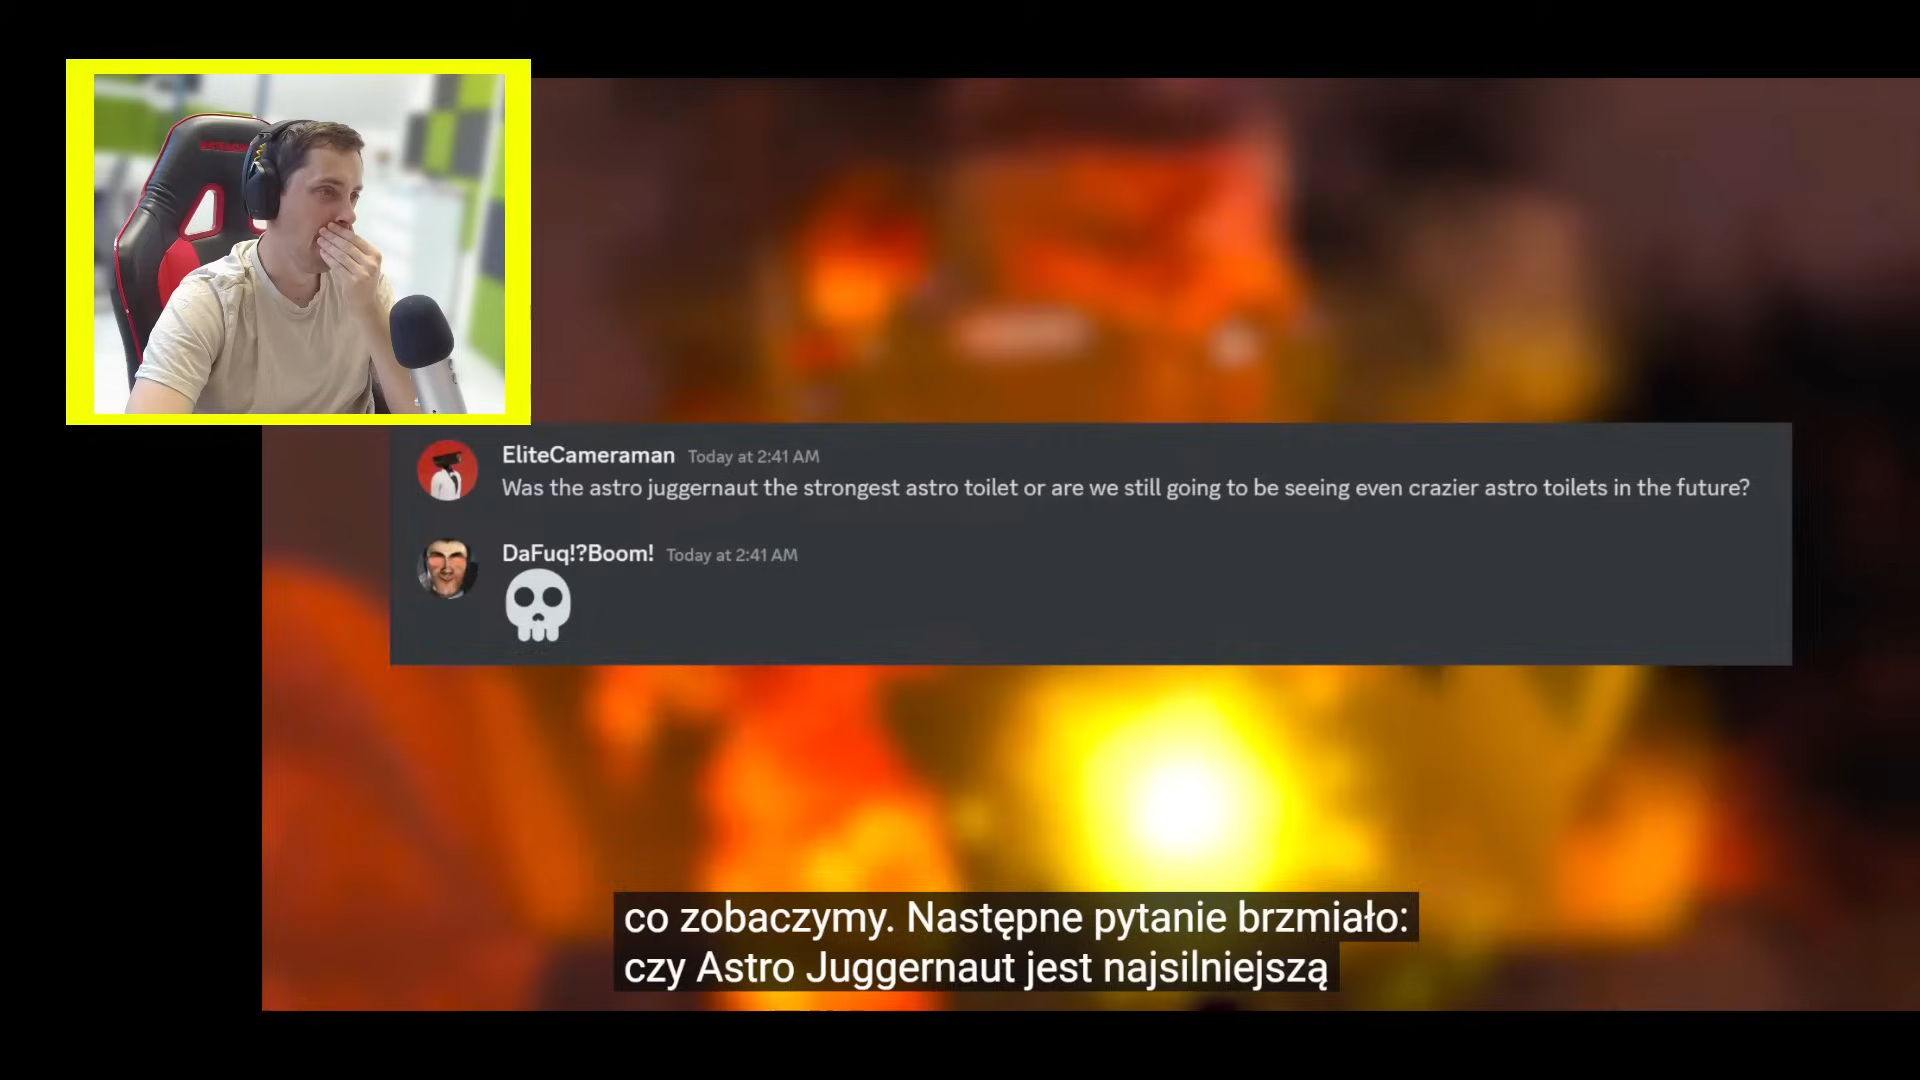 EliteCameraman Today at 2:41 AM
Was the astro juggernaut the strongest astro toilet or are we still going to be seeing even crazier astro toilets in the future?
DaFuq!?Boom! Today at 2:41 AM
co zobaczymy. Następne pytanie brzmiało:
czy Astro Juggernaut jest najsilniejszą